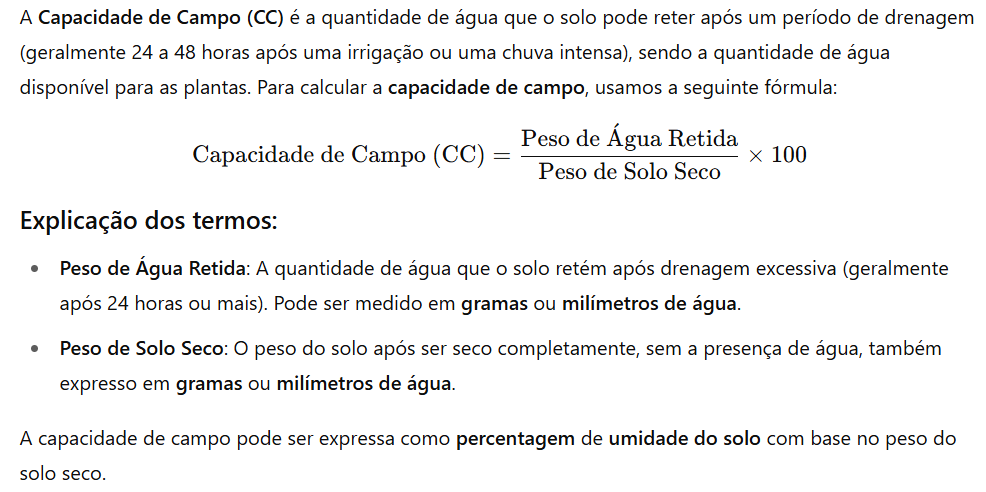 A Capacidade de Campo (CC) é a quantidade de água que o solo pode reter após um período de drenagem
(geralmente 24 a 48 horas após uma irrigação ou uma chuva intensa), sendo a quantidade de água
disponível para as plantas. Para calcular a capacidade de campo, usamos a seguinte fórmula:
Capacidade de Campo (CC) = Peso de Água Retida / Peso de Solo Seco × 100
Explicação dos termos:
• Peso de Água Retida: A quantidade de água que o solo retém após drenagem excessiva (geralmente
após 24 horas ou mais). Pode ser medido em gramas ou milímetros de água.
• Peso de Solo Seco: O peso do solo após ser seco completamente, sem a presença de água, também
expresso em gramas ou milímetros de água.
A capacidade de campo pode ser expressa como percentagem de umidade do solo com base no peso do
solo seco.